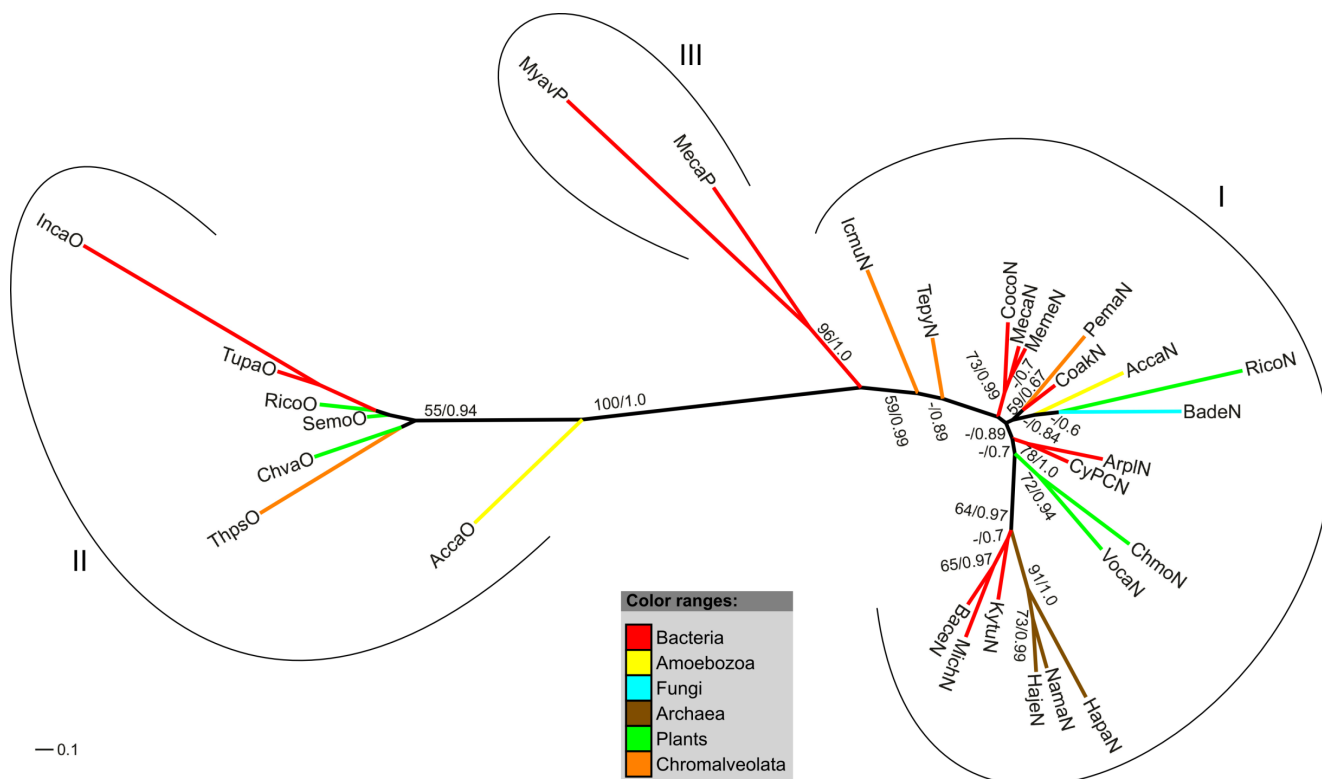 III
MyavP
MecaP
I
IncaO
IcmuN
TepyN
CocoN
MecaN
MemeN
PemaN
CoakN
AccaN
RicoN
BadeN
96/1.0
73/0.99
-/0.7
59/0.67
TupaO
RicoO
SemoO
55/0.94
100/1.0
59/0.99
-/0.89
-/0.6
-/0.84
-/0.89
-/0.7
78/1.0
72/0.94
ArplN
CyPCN
ChvaO
ThpsO
AccaO
II
64/0.97
-/0.7
65/0.97
ChmoN
VocaN
91/1.0
73/0.99
BaceN
MichN
KytuN
HajeN
NamaN
HapaN
Color ranges:
Bacteria
Amoebozoa
Fungi
Archaea
Plants
Chromalveolata
0.1